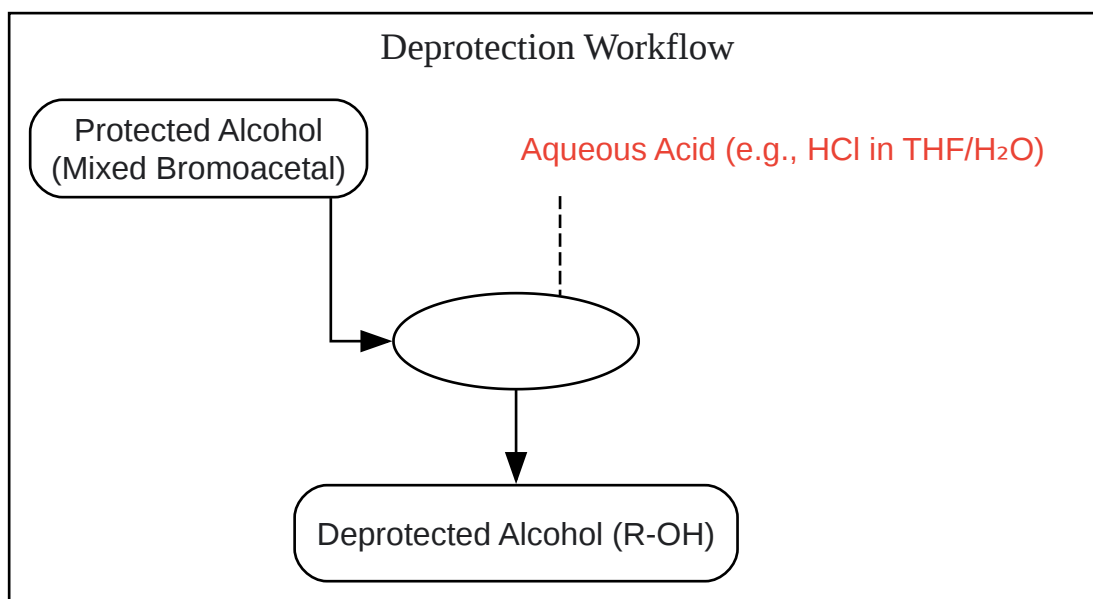 Deprotection Workflow
Protected Alcohol
(Mixed Bromoacetal)
Aqueous Acid (e.g., HCl in THF/H₂O)
Deprotected Alcohol (R-OH)